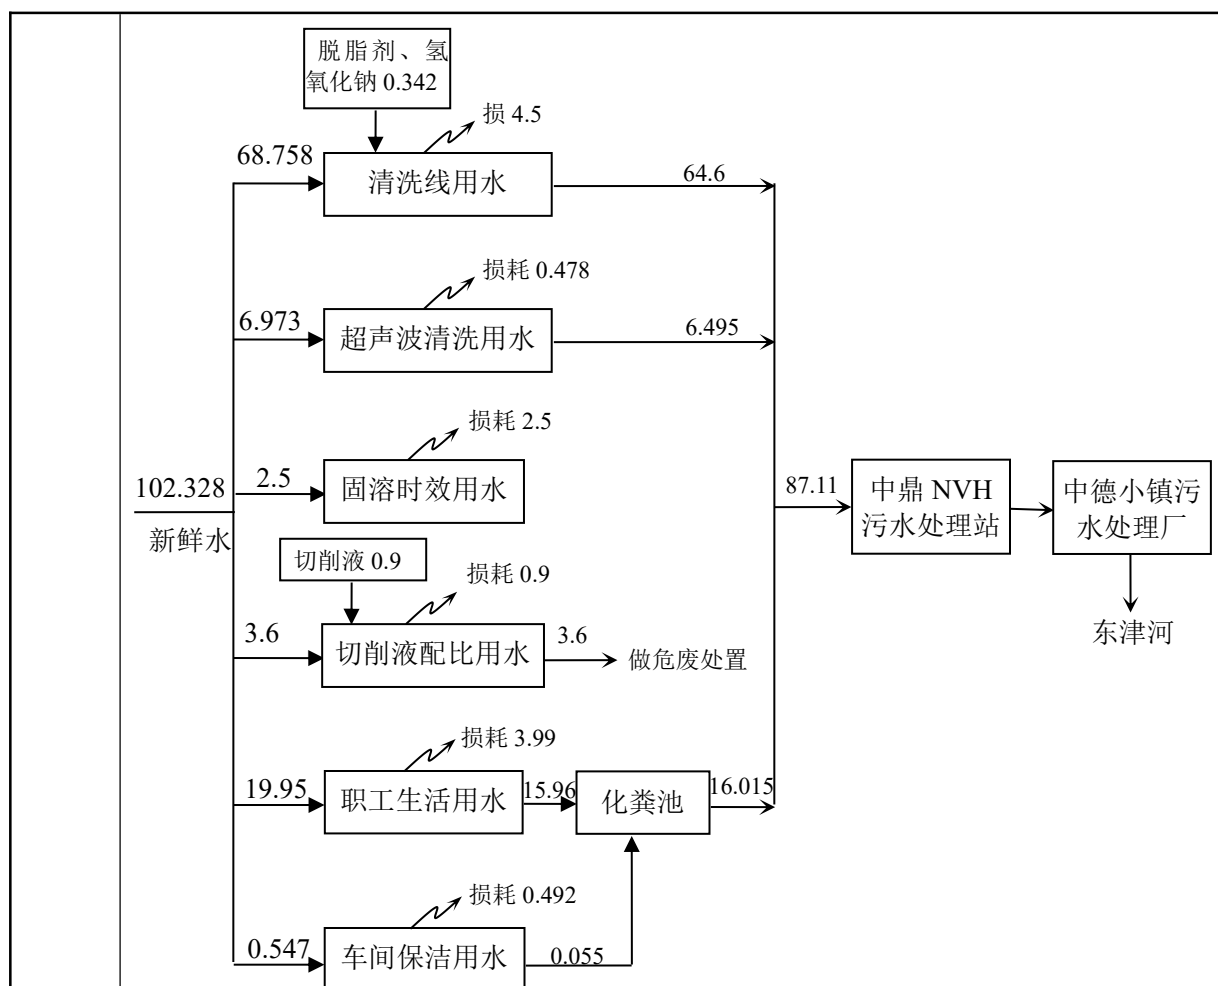 脱脂剂、氢
氧化钠 0.342
损 4.5
68.758
清洗线用水
64.6
损耗 0.478
6.973
超声波清洗用水
6.495
损耗 2.5
102.328
新鲜水
2.5
固溶时效用水
87.11
中鼎 NVH
污水处理站
中德小镇污
水处理厂
东津河
切削液 0.9
损耗 0.9
3.6
切削液配比用水
3.6
做危废处置
损耗 3.99
19.95
职工生活用水
15.96
化粪池
16.015
损耗 0.492
0.547
车间保洁用水
0.055